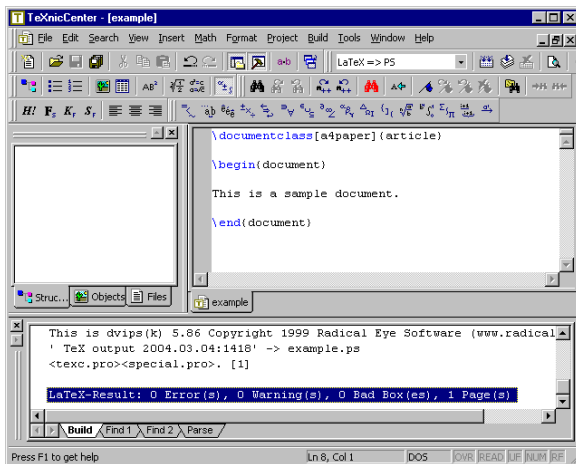 TeXnicCenter - [example]
File Edit Search View Insert Math Format Project Build Tools Window Help
a•b LaTeX => PS
AB²
H! F, K, S,
\documentclass[a4paper]{article}
\begin{document}
This is a sample document.
\end{document}
Struc... Objects Files
example
This is dvips(k) 5.86 Copyright 1999 Radical Eye Software (www.radical
' TeX output 2004.03.04:1418' -> example.ps
<texc.pro><special.pro>. [1]
LaTeX-Result: 0 Error(s), 0 Warning(s), 0 Bad Box(es), 1 Page(s)
Build Find 1 Find 2 Parse
Press F1 to get help Ln 8, Col 1 DOS OVR READ LF NUM RF